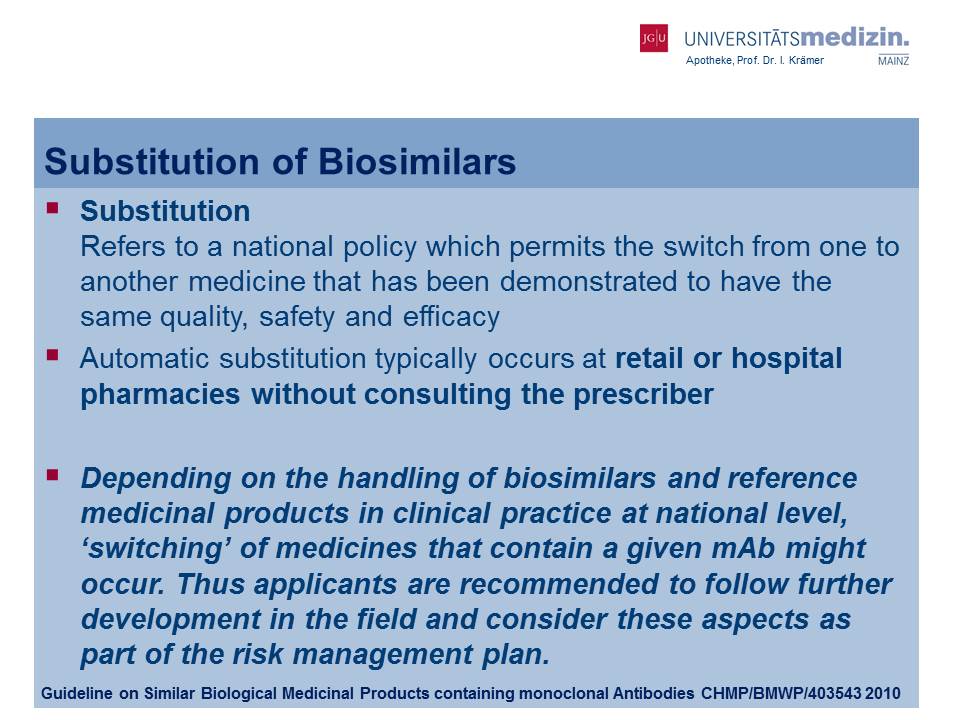 JG|U UNIVERSITÄTSmedizin.
Apotheke, Prof. Dr. I. Krämer MAINZ
Substitution of Biosimilars
Substitution
Refers to a national policy which permits the switch from one to
another medicine that has been demonstrated to have the
same quality, safety and efficacy
Automatic substitution typically occurs at retail or hospital
pharmacies without consulting the prescriber
Depending on the handling of biosimilars and reference
medicinal products in clinical practice at national level,
‘switching’ of medicines that contain a given mAb might
occur. Thus applicants are recommended to follow further
development in the field and consider these aspects as
part of the risk management plan.
Guideline on Similar Biological Medicinal Products containing monoclonal Antibodies CHMP/BMWP/403543 2010